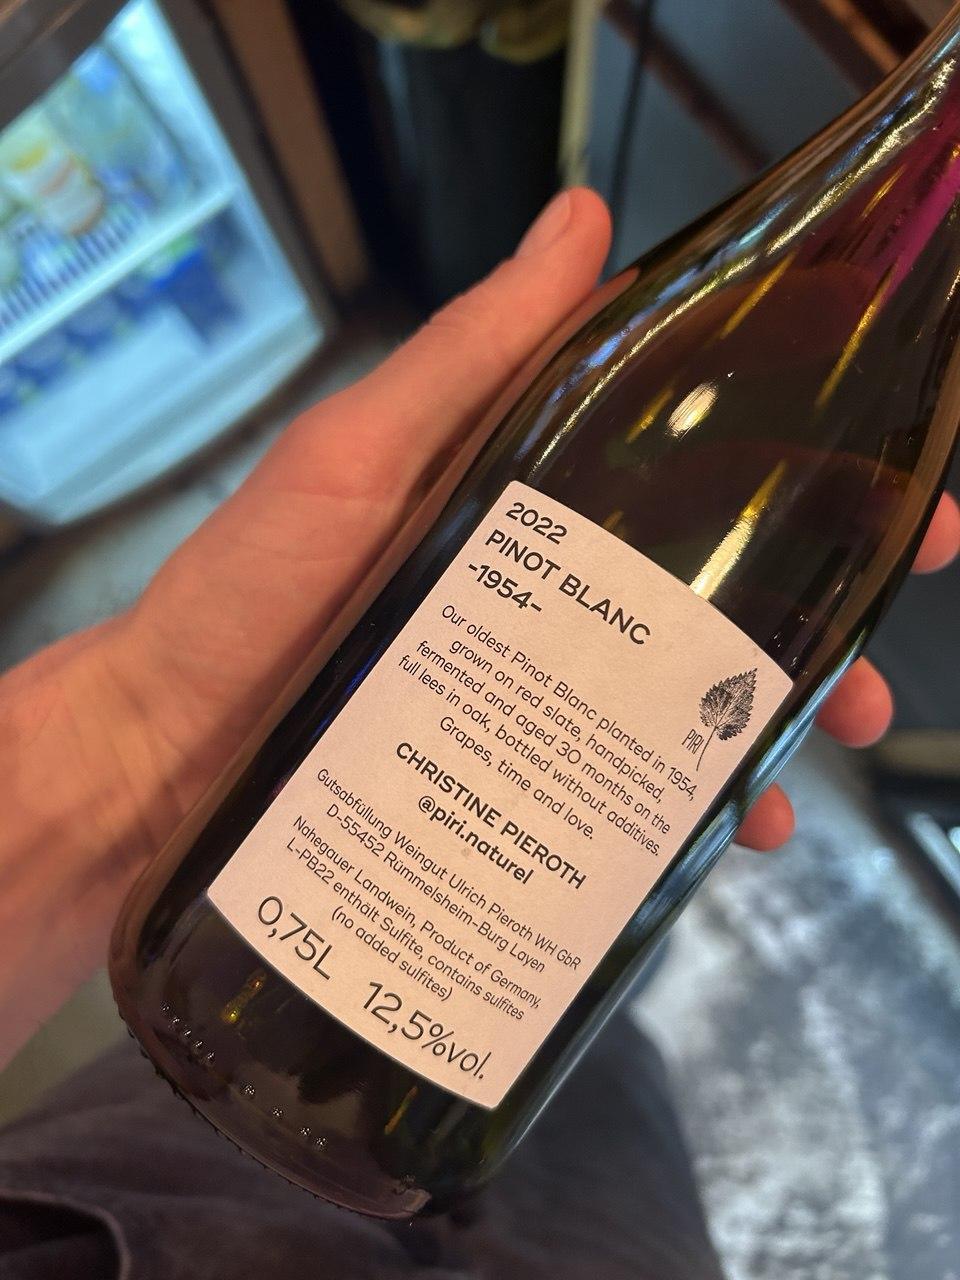 2022
PINOT BLANC
-1954-
Our oldest Pinot Blanc planted in 1954,
grown on red slate, handpicked,
fermented and aged 30 months on the
full lees in oak, bottled without additives.
Grapes, time and love.
PIRI
CHRISTINE PIEROTH
@piri.naturel
Gutsabfüllung Weingut Ulrich Pieroth WH GbR
D-55452 Rümmelsheim-Burg Layen
Nahegauer Landwein, Product of Germany,
L-PB22 enthält Sulfite, contains sulfites
(no added sulfites)
0,75L 12,5%vol.